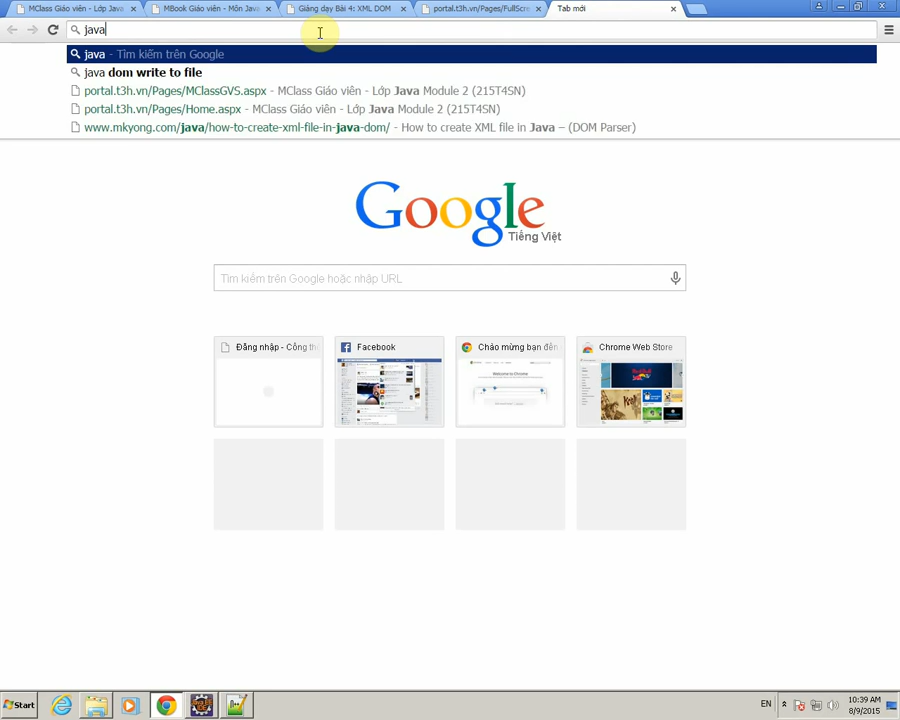 MClass Giáo viên - Lớp Java
MBook Giáo viên - Môn Java
Giảng dạy Bài 4: XML DOM
portal.t3h.vn/Pages/FullScre
Tab mới
java
java - Tìm kiếm trên Google
java dom write to file
portal.t3h.vn/Pages/MClassGVS.aspx - MClass Giáo viên - Lớp Java Module 2 (215T4SN)
portal.t3h.vn/Pages/Home.aspx - MClass Giáo viên - Lớp Java Module 2 (215T4SN)
www.mkyong.com/java/how-to-create-xml-file-in-java-dom/ - How to create XML file in Java – (DOM Parser)
Google
Tiếng Việt
Tìm kiếm trên Google hoặc nhập URL
Đăng nhập - Công th
Facebook
Chào mừng bạn đến
Chrome Web Store
Start
EN
10:39 AM
8/9/2015